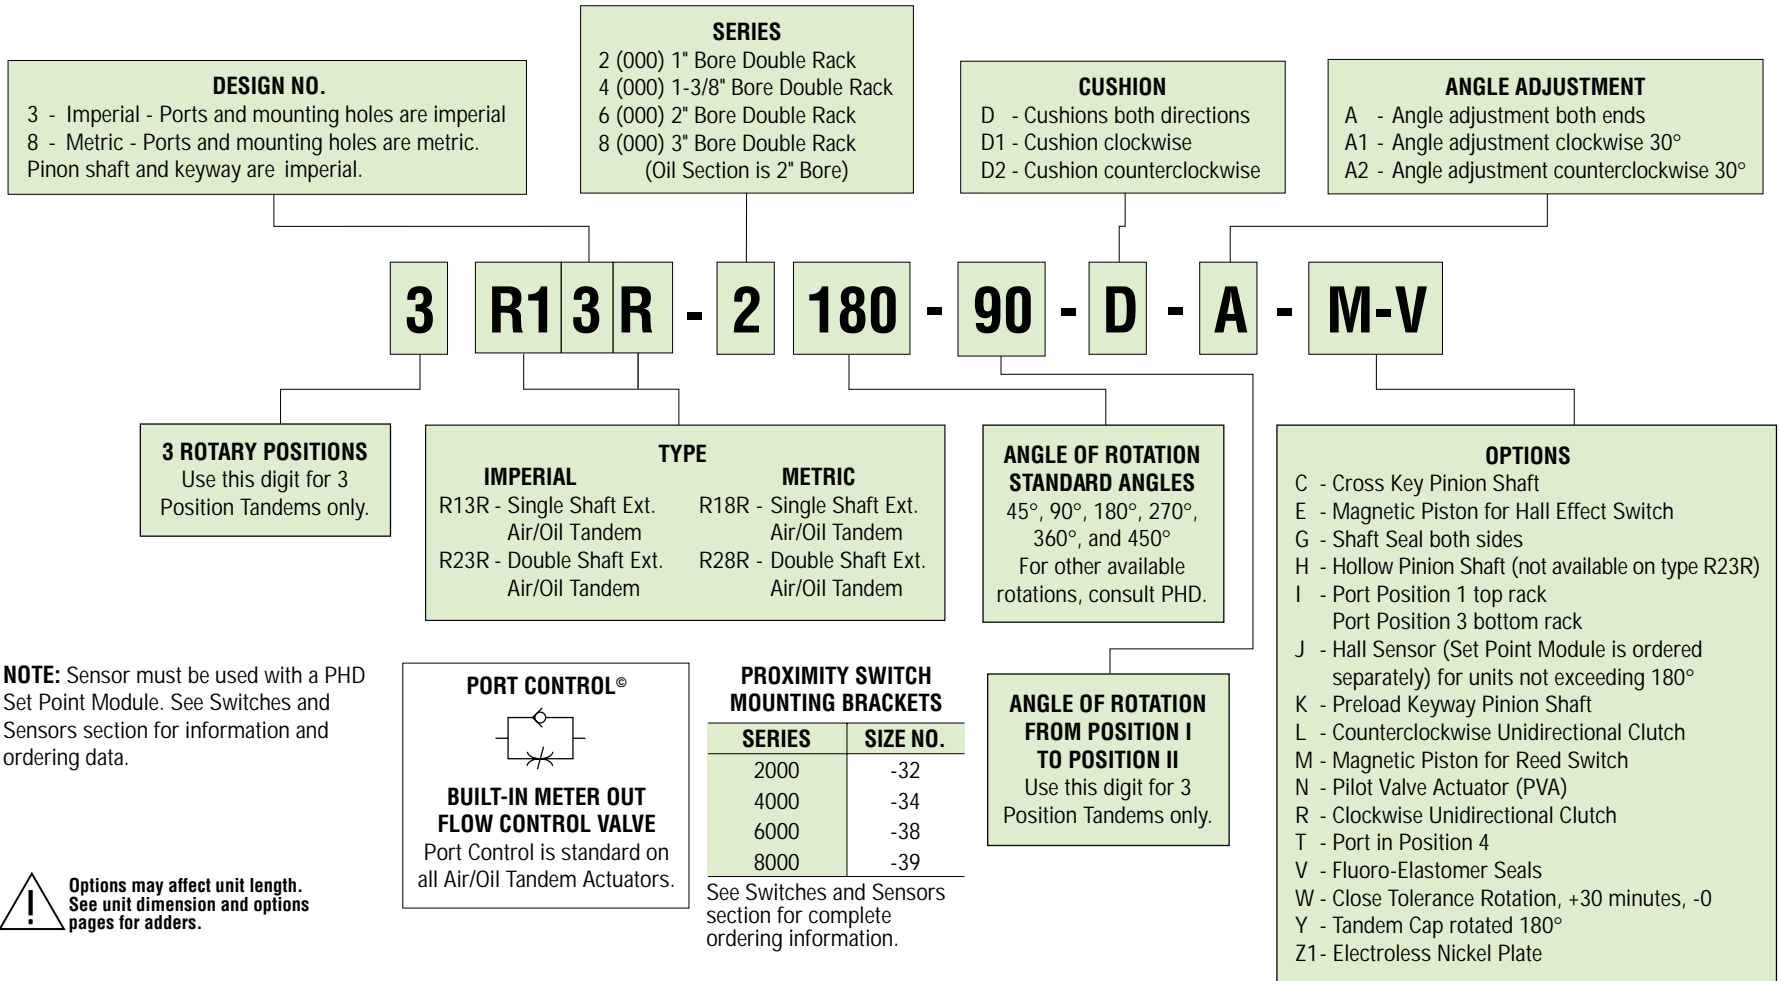 DESIGN NO.
3 - Imperial - Ports and mounting holes are imperial
8 - Metric - Ports and mounting holes are metric.
Pinon shaft and keyway are imperial.
SERIES
2 (000) 1" Bore Double Rack
4 (000) 1-3/8" Bore Double Rack
6 (000) 2" Bore Double Rack
8 (000) 3" Bore Double Rack
(Oil Section is 2" Bore)
CUSHION
D - Cushions both directions
D1 - Cushion clockwise
D2 - Cushion counterclockwise
ANGLE ADJUSTMENT
A - Angle adjustment both ends
A1 - Angle adjustment clockwise 30°
A2 - Angle adjustment counterclockwise 30°
3 R1 3 R - 2 180 - 90 - D - A - M-V
3 ROTARY POSITIONS
Use this digit for 3
Position Tandems only.
TYPE
IMPERIAL
R13R - Single Shaft Ext.
Air/Oil Tandem
R23R - Double Shaft Ext.
Air/Oil Tandem
METRIC
R18R - Single Shaft Ext.
Air/Oil Tandem
R28R - Double Shaft Ext.
Air/Oil Tandem
ANGLE OF ROTATION
STANDARD ANGLES
45°, 90°, 180°, 270°,
360°, and 450°
For other available
rotations, consult PHD.
OPTIONS
C - Cross Key Pinion Shaft
E - Magnetic Piston for Hall Effect Switch
G - Shaft Seal both sides
H - Hollow Pinion Shaft (not available on type R23R)
I - Port Position 1 top rack
Port Position 3 bottom rack
J - Hall Sensor (Set Point Module is ordered
separately) for units not exceeding 180°
K - Preload Keyway Pinion Shaft
L - Counterclockwise Unidirectional Clutch
M - Magnetic Piston for Reed Switch
N - Pilot Valve Actuator (PVA)
R - Clockwise Unidirectional Clutch
T - Port in Position 4
V - Fluoro-Elastomer Seals
W - Close Tolerance Rotation, +30 minutes, -0
Y - Tandem Cap rotated 180°
Z1- Electroless Nickel Plate
NOTE: Sensor must be used with a PHD
Set Point Module. See Switches and
Sensors section for information and
ordering data.
PORT CONTROL©
BUILT-IN METER OUT
FLOW CONTROL VALVE
Port Control is standard on
all Air/Oil Tandem Actuators.
PROXIMITY SWITCH
MOUNTING BRACKETS
SERIES SIZE NO.
2000 -32
4000 -34
6000 -38
8000 -39
See Switches and Sensors
section for complete
ordering information.
ANGLE OF ROTATION
FROM POSITION I
TO POSITION II
Use this digit for 3
Position Tandems only.
!
Options may affect unit length.
See unit dimension and options
pages for adders.